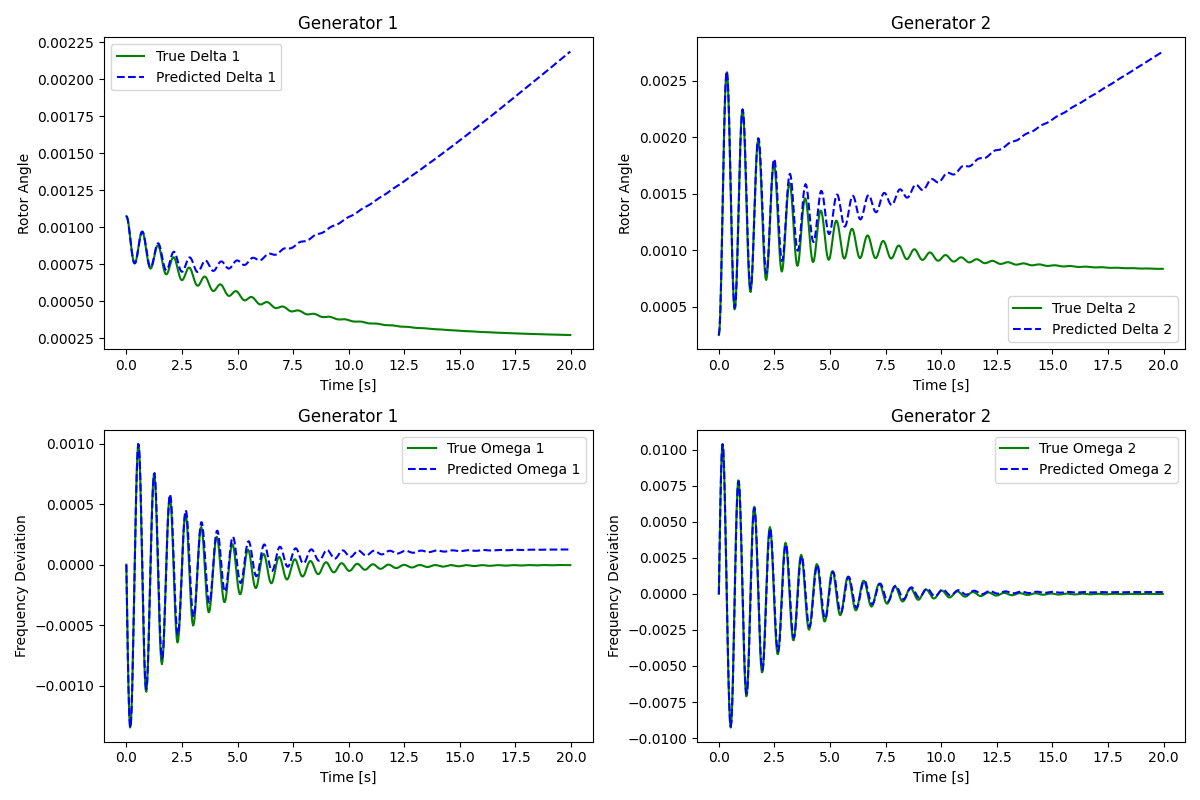 Generator 1
Rotor Angle
0.00225
0.00200
0.00175
0.00150
0.00125
0.00100
0.00075
0.00050
0.00025
True Delta 1
Predicted Delta 1
0.0 2.5 5.0 7.5 10.0 12.5 15.0 17.5 20.0
Time [s]
Generator 2
Rotor Angle
0.0025
0.0020
0.0015
0.0010
0.0005
True Delta 2
Predicted Delta 2
0.0 2.5 5.0 7.5 10.0 12.5 15.0 17.5 20.0
Time [s]
Generator 1
Frequency Deviation
0.0010
0.0005
0.0000
−0.0005
−0.0010
True Omega 1
Predicted Omega 1
0.0 2.5 5.0 7.5 10.0 12.5 15.0 17.5 20.0
Time [s]
Generator 2
Frequency Deviation
0.0100
0.0075
0.0050
0.0025
0.0000
−0.0025
−0.0050
−0.0075
−0.0100
True Omega 2
Predicted Omega 2
0.0 2.5 5.0 7.5 10.0 12.5 15.0 17.5 20.0
Time [s]